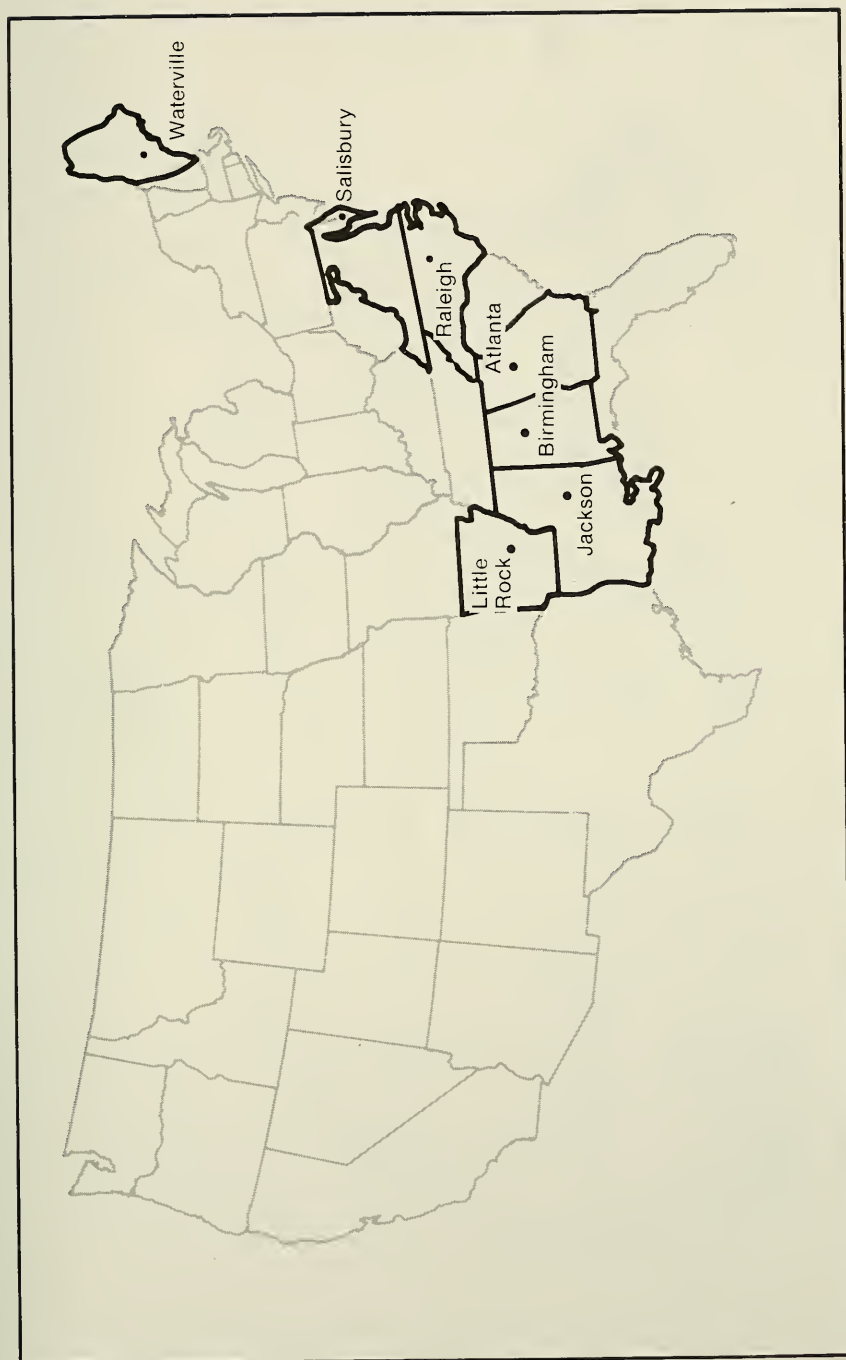 Waterville
Salisbury
Raleigh
Atlanta
Birmingham
Jackson
Little
Rock